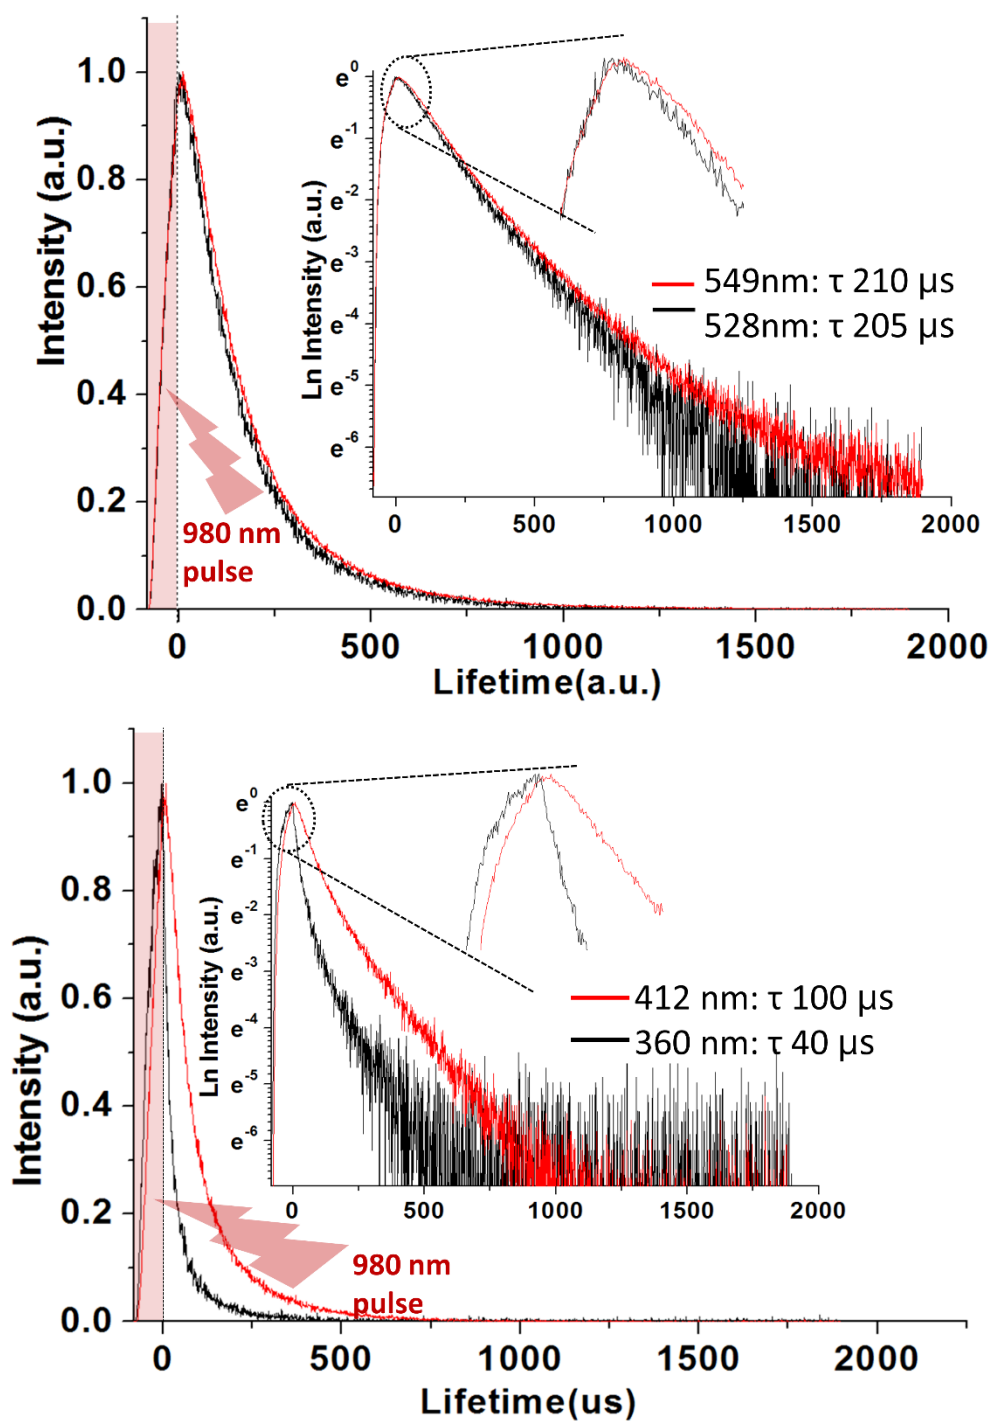 Intensity (a.u.)
1.0
0.8
0.6
0.4
0.2
0.0
980 nm
pulse
0
500
1000
1500
2000
Lifetime(a.u.)
Ln Intensity (a.u.)
e^0
e^-1
e^-2
e^-3
e^-4
e^-5
e^-6
0
500
1000
1500
2000
549nm: τ 210 µs
528nm: τ 205 µs
Intensity (a.u.)
1.0
0.8
0.6
0.4
0.2
0.0
980 nm
pulse
0
500
1000
1500
2000
Lifetime(us)
Ln Intensity (a.u.)
e^0
e^-1
e^-2
e^-3
e^-4
e^-5
e^-6
0
500
1000
1500
2000
412 nm: τ 100 µs
360 nm: τ 40 µs